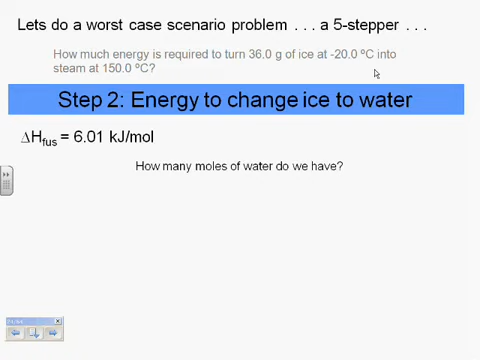 Lets do a worst case scenario problem . . . a 5-stepper . . .
How much energy is required to turn 36.0 g of ice at -20.0 ºC into
steam at 150.0 ºC?
Step 2: Energy to change ice to water
ΔHfus = 6.01 kJ/mol
How many moles of water do we have?